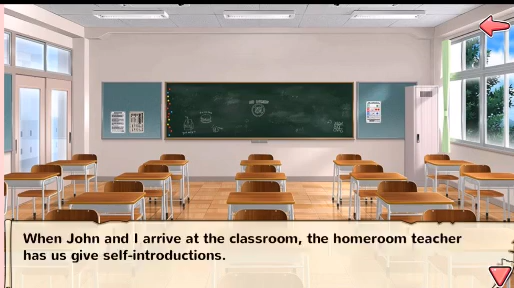 When John and I arrive at the classroom, the homeroom teacher
has us give self-introductions.